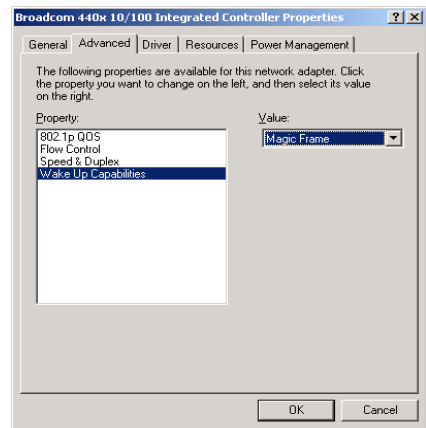 Broadcom 440x 10/100 Integrated Controller Properties
General Advanced Driver Resources Power Management
The following properties are available for this network adapter. Click
the property you want to change on the left, and then select its value
on the right.
Property: Value:
802.1p QOS Magic Frame
Flow Control
Speed & Duplex
Wake Up Capabilities
OK Cancel